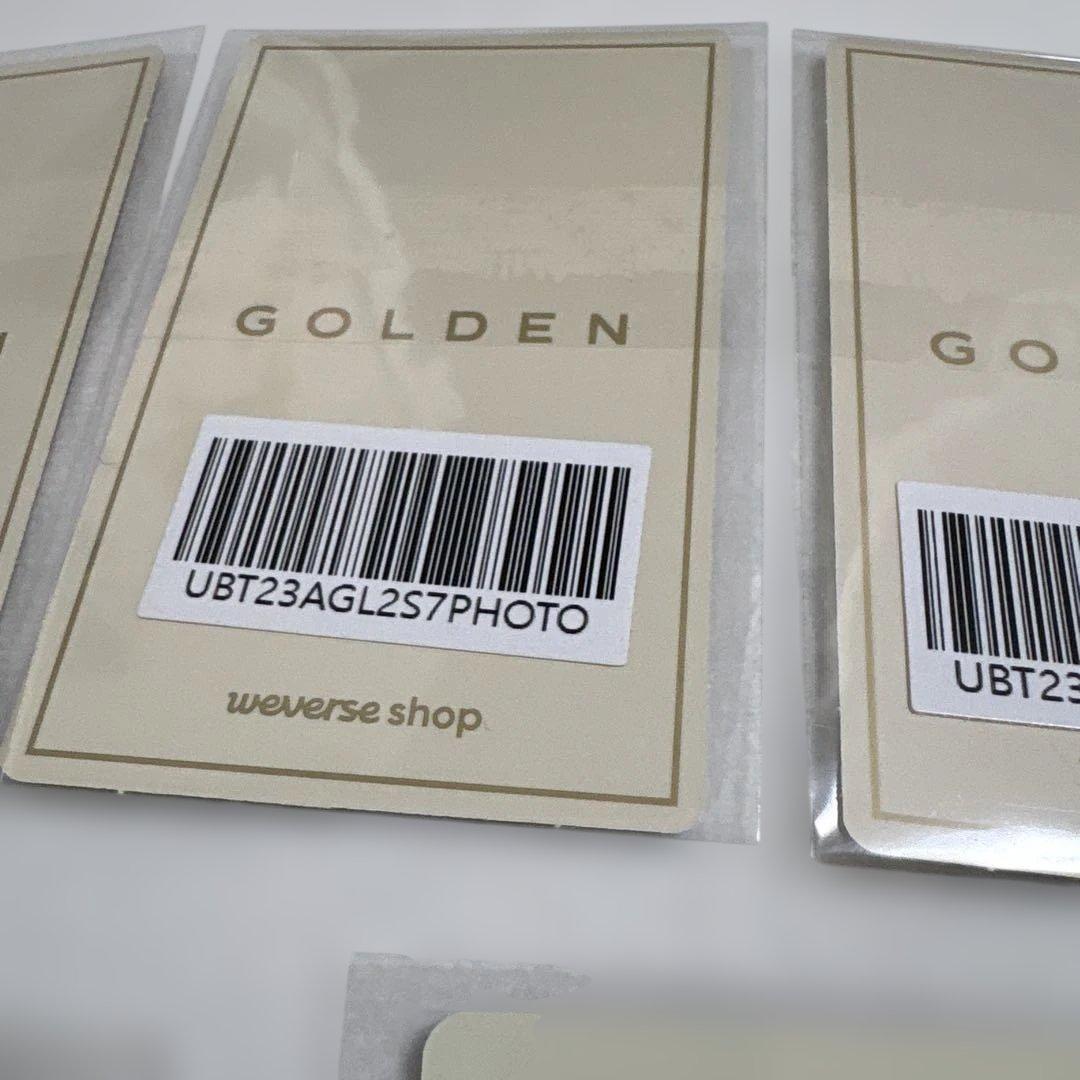 GOLDEN
UBT23AGL2S7PHOTO
weverse shop
GO
UBT23